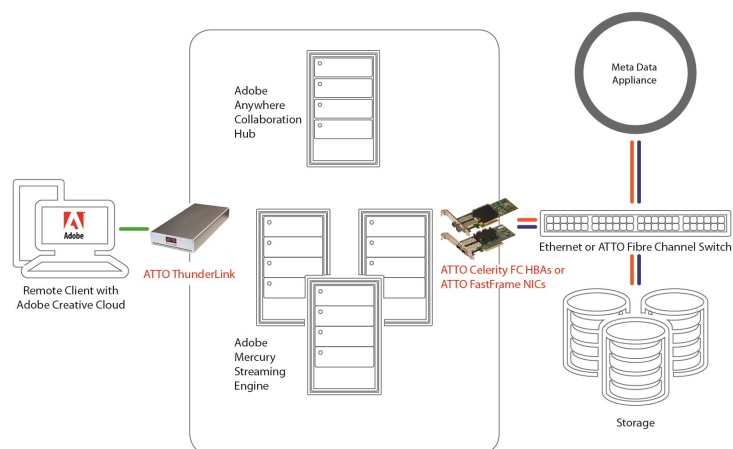 Adobe
Anywhere
Collaboration
Hub
Meta Data
Appliance
Adobe
Remote Client with
Adobe Creative Cloud
ATTO ThunderLink
Adobe
Mercury
Streaming
Engine
ATTO Celerity FC HBAs or
ATTO FastFrame NICs
Ethernet or ATTO Fibre Channel Switch
Storage